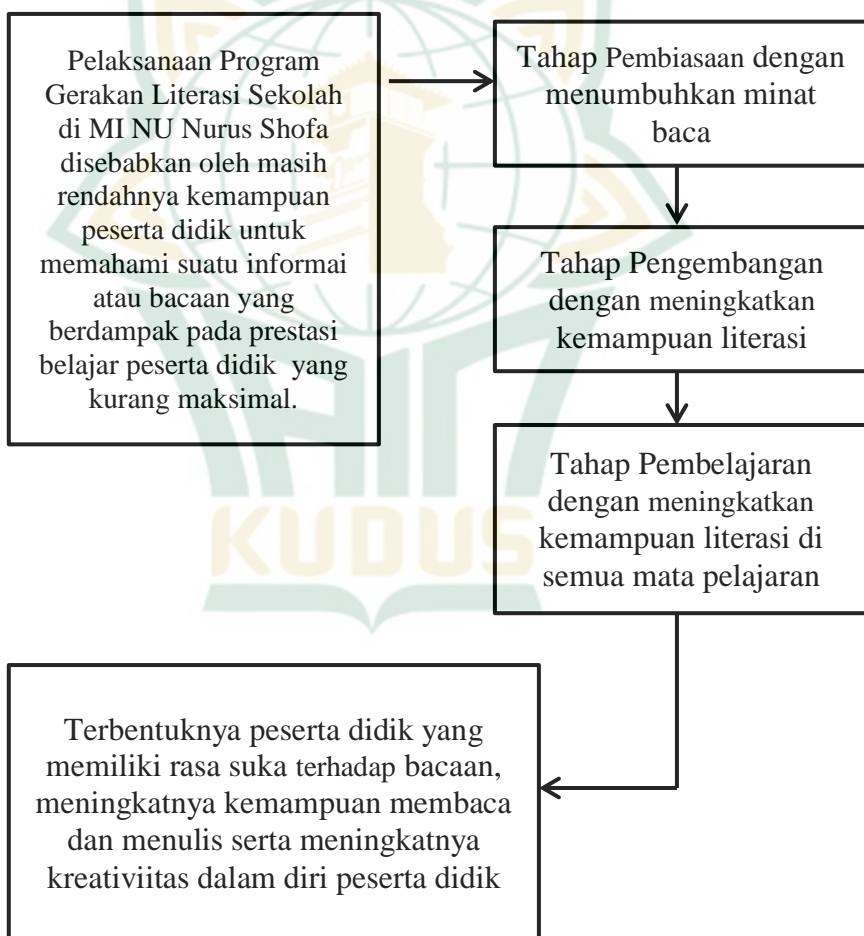 Pelaksanaan Program
Gerakan Literasi Sekolah
di MI NU Nurus Shofa
disebabkan oleh masih
rendahnya kemampuan
peserta didik untuk
memahami suatu informai
atau bacaan yang
berdampak pada prestasi
belajar peserta didik yang
kurang maksimal.
Tahap Pembiasaan dengan
menumbuhkan minat
baca
Tahap Pengembangan
dengan meningkatkan
kemampuan literasi
Tahap Pembelajaran
dengan meningkatkan
kemampuan literasi di
semua mata pelajaran
KUDUS
Terbentuknya peserta didik yang
memiliki rasa suka terhadap bacaan,
meningkatnya kemampuan membaca
dan menulis serta meningkatnya
kreativiitas dalam diri peserta didik